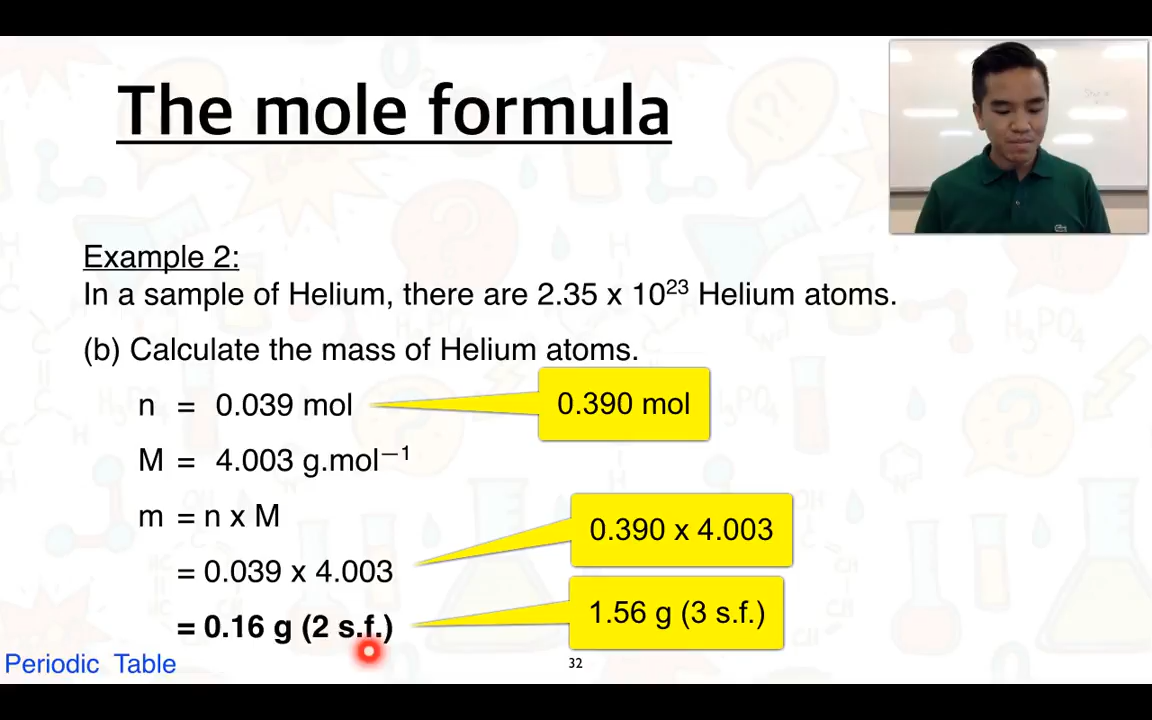 The mole formula
Example 2:
In a sample of Helium, there are 2.35 x 10²³ Helium atoms.
(b) Calculate the mass of Helium atoms.
n = 0.039 mol
0.390 mol
M = 4.003 g.mol⁻¹
m = n x M
0.390 x 4.003
= 0.039 x 4.003
1.56 g (3 s.f.)
= 0.16 g (2 s.f.)
Periodic Table
32